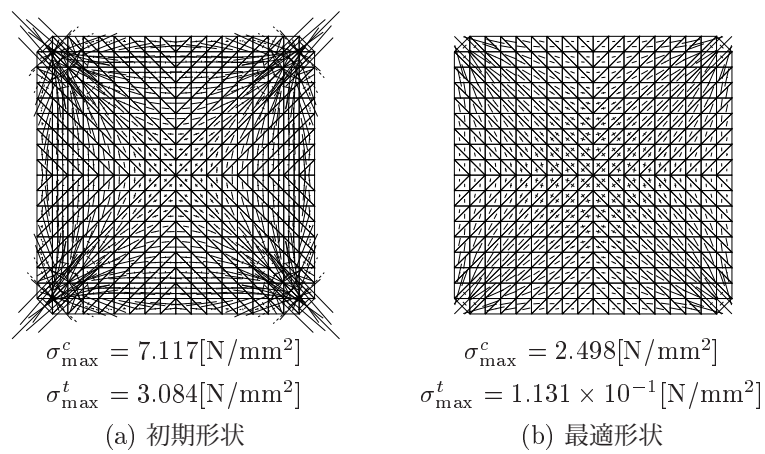 σ^c_max = 7.117[N/mm²]
σ^t_max = 3.084[N/mm²]
(a) 初期形状
σ^c_max = 2.498[N/mm²]
σ^t_max = 1.131 × 10⁻¹[N/mm²]
(b) 最適形状